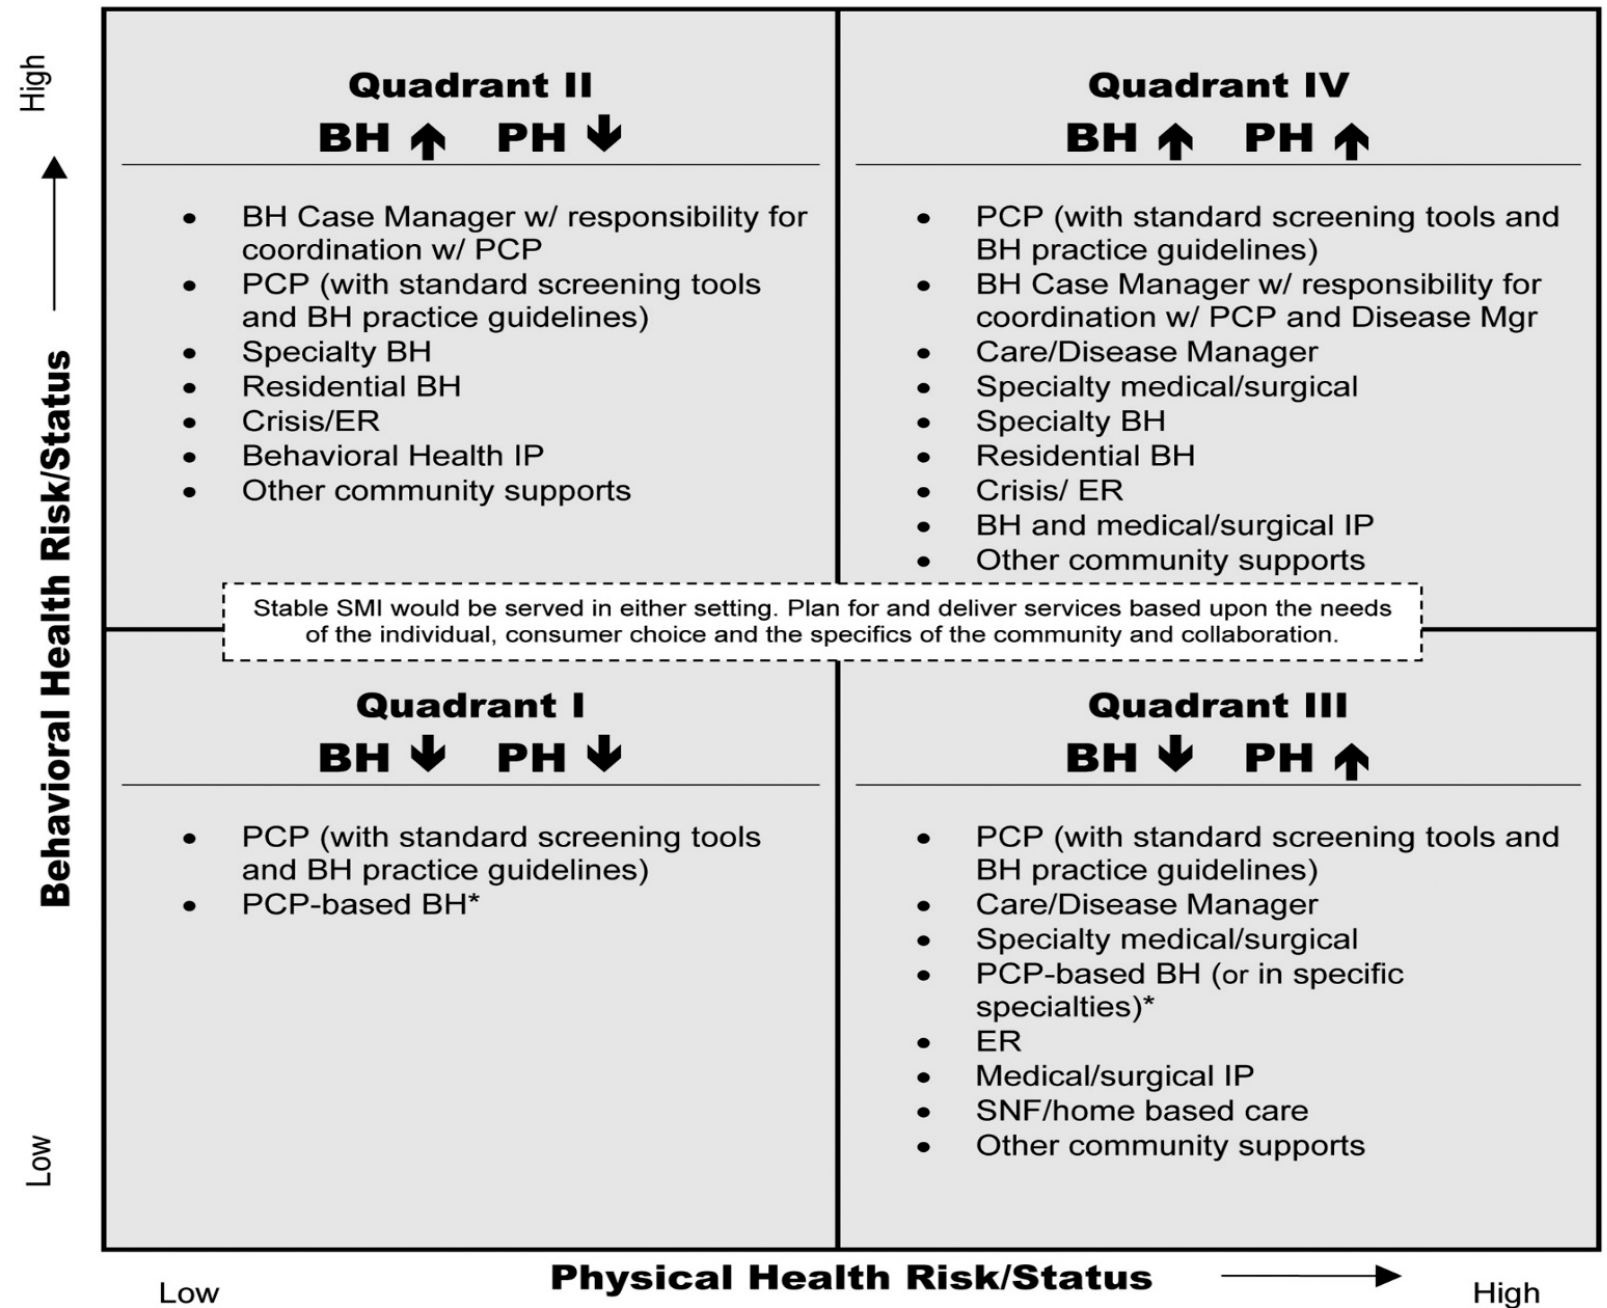 High
Behavioral Health Risk/Status
Low
Quadrant II
BH PH
• BH Case Manager w/ responsibility for
coordination w/ PCP
• PCP (with standard screening tools
and BH practice guidelines)
• Specialty BH
• Residential BH
• Crisis/ER
• Behavioral Health IP
• Other community supports
Quadrant IV
BH PH
• PCP (with standard screening tools and
BH practice guidelines)
• BH Case Manager w/ responsibility for
coordination w/ PCP and Disease Mgr
• Care/Disease Manager
• Specialty medical/surgical
• Specialty BH
• Residential BH
• Crisis/ ER
• BH and medical/surgical IP
• Other community supports
Stable SMI would be served in either setting. Plan for and deliver services based upon the needs
of the individual, consumer choice and the specifics of the community and collaboration.
Quadrant I
BH PH
• PCP (with standard screening tools
and BH practice guidelines)
• PCP-based BH*
Quadrant III
BH PH
• PCP (with standard screening tools and
BH practice guidelines)
• Care/Disease Manager
• Specialty medical/surgical
• PCP-based BH (or in specific
specialties)*
• ER
• Medical/surgical IP
• SNF/home based care
• Other community supports
Low
Physical Health Risk/Status
High